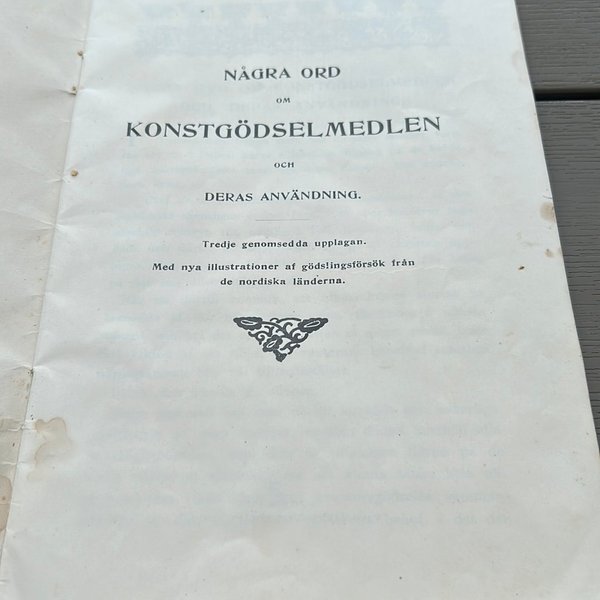 NÅGRA ORD
OM
KONSTGÖDSELMEDLEN
OCH
DERAS ANVÄNDNING.
Tredje genomsedda upplagan.
Med nya illustrationer af gödslingsförsök från
de nordiska länderna.